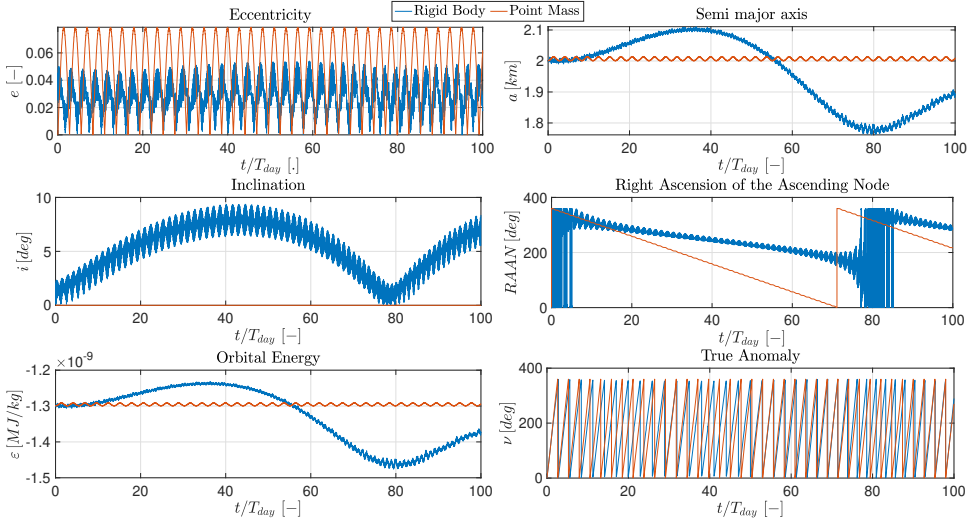 Rigid Body Point Mass
Eccentricity
e [−]
0.06
0.04
0.02
0
0 20 40 60 80 100
t/T_day [.]
Semi major axis
a [km]
2.1
2
1.9
1.8
0 20 40 60 80 100
t/T_day [−]
Inclination
i [deg]
10
5
0
0 20 40 60 80 100
t/T_day [−]
Right Ascension of the Ascending Node
RAAN [deg]
400
200
0
0 20 40 60 80 100
t/T_day [−]
Orbital Energy
×10⁻⁹
ε [MJ/kg]
-1.2
-1.3
-1.4
-1.5
0 20 40 60 80 100
t/T_day [−]
True Anomaly
ν [deg]
400
200
0
0 20 40 60 80 100
t/T_day [−]